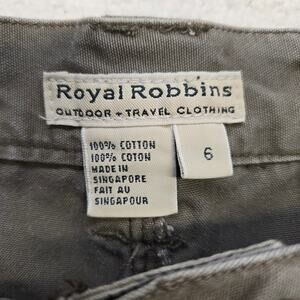 Royal Robbins
OUTDOOR + TRAVEL CLOTHING
100% COTTON
100% COTON
MADE IN
SINGAPORE
FAIT AU
SINGAPOUR
6